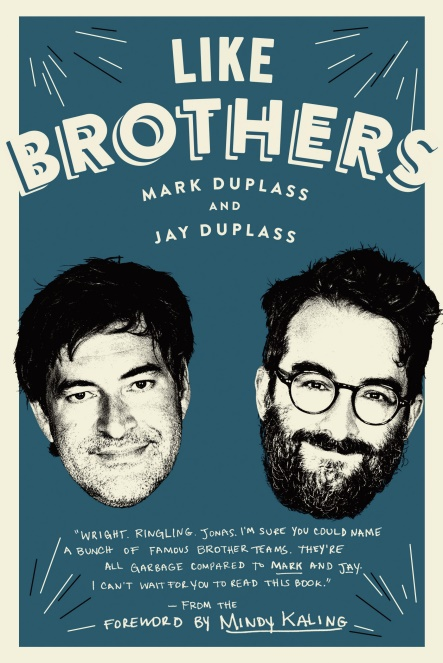 LIKE
BROTHERS
MARK DUPLASS
AND
JAY DUPLASS
"WRIGHT. RINGLING. JONAS. I'M SURE YOU COULD NAME
A BUNCH OF FAMOUS BROTHER TEAMS. THEY'RE
ALL GARBAGE COMPARED TO MARK AND JAY.
I CAN'T WAIT FOR YOU TO READ THIS BOOK."
— FROM THE
FOREWORD BY MINDY KALING